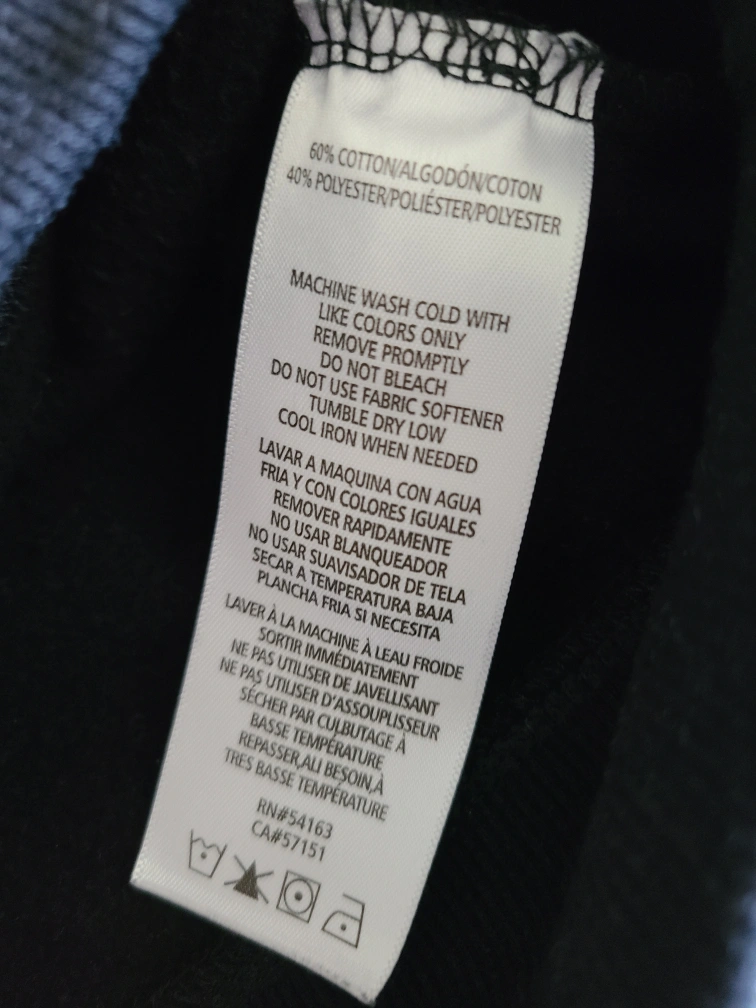 60% COTTON/ALGODÓN/COTON
40% POLYESTER/POLIÉSTER/POLYESTER
MACHINE WASH COLD WITH
LIKE COLORS ONLY
REMOVE PROMPTLY
DO NOT BLEACH
DO NOT USE FABRIC SOFTENER
TUMBLE DRY LOW
COOL IRON WHEN NEEDED
LAVAR A MAQUINA CON AGUA
FRIA Y CON COLORES IGUALES
REMOVER RAPIDAMENTE
NO USAR BLANQUEADOR
NO USAR SUAVISADOR DE TELA
SECAR A TEMPERATURA BAJA
PLANCHA FRIA SI NECESITA
LAVER À LA MACHINE À LEAU FROIDE
SORTIR IMMÉDIATEMENT
NE PAS UTILISER DE JAVELLISANT
NE PAS UTILISER D'ASSOUPLISSEUR
SÉCHER PAR CULBUTAGE À
BASSE TEMPÉRATURE
REPASSER,ALI BESOIN,À
TRES BASSE TEMPÉRATURE
RN#54163
CA#57151